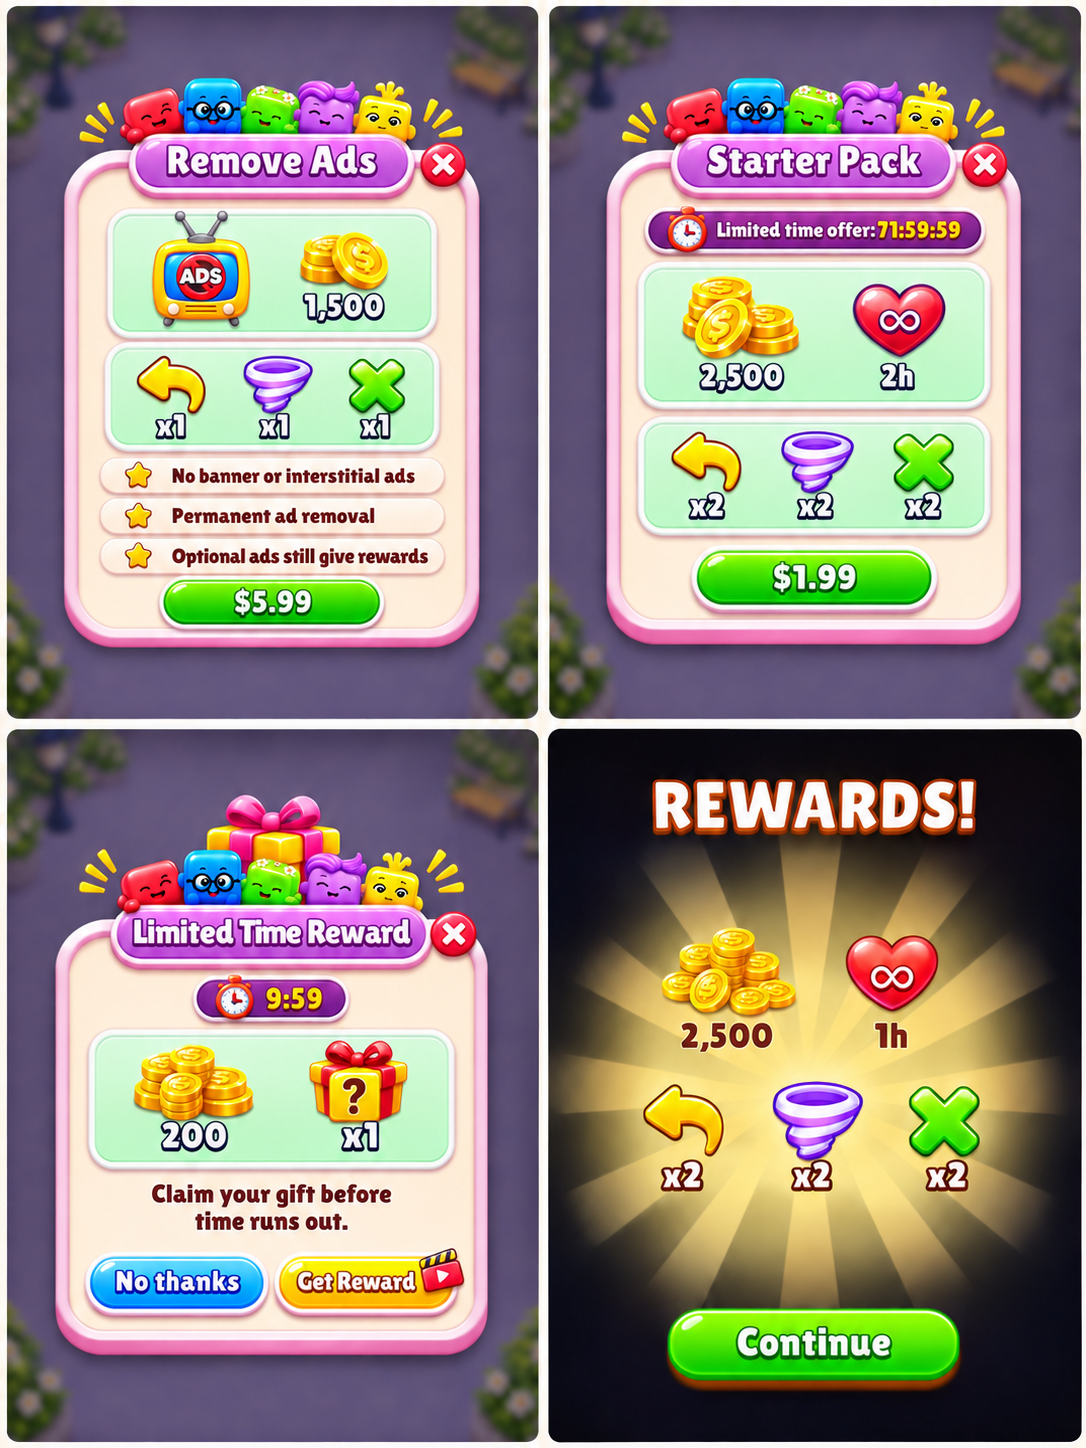 Remove Ads
ADS
1,500
x1 x1 x1
No banner or interstitial ads
Permanent ad removal
Optional ads still give rewards
$5.99
Starter Pack
Limited time offer: 71:59:59
2,500 2h
x2 x2 x2
$1.99
Limited Time Reward
9:59
?
200 x1
Claim your gift before
time runs out.
No thanks Get Reward
REWARDS!
2,500 1h
x2 x2 x2
Continue